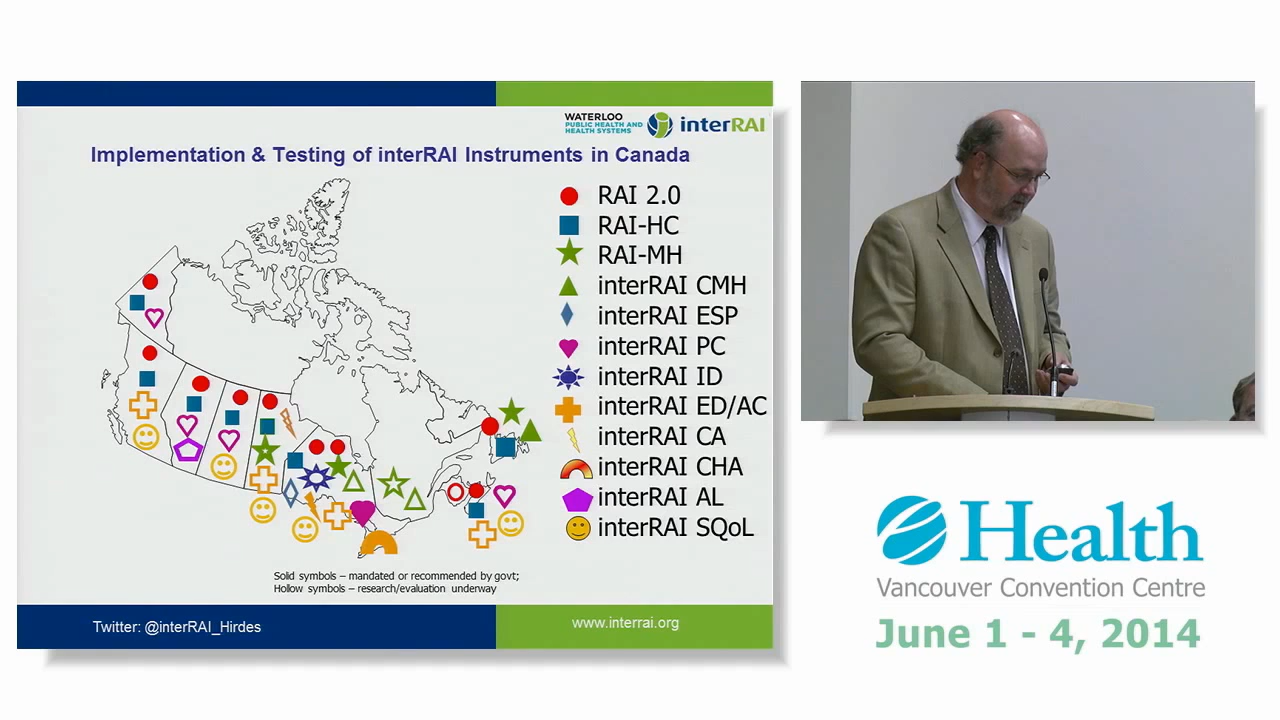 WATERLOO
PUBLIC HEALTH AND
HEALTH SYSTEMS
interRAI
Implementation & Testing of interRAI Instruments in Canada
RAI 2.0
RAI-HC
RAI-MH
interRAI CMH
interRAI ESP
interRAI PC
interRAI ID
interRAI ED/AC
interRAI CA
interRAI CHA
interRAI AL
interRAI SQoL
Solid symbols – mandated or recommended by govt;
Hollow symbols – research/evaluation underway
Twitter: @interRAI_Hirdes
www.interrai.org
eHealth
Vancouver Convention Centre
June 1 - 4, 2014